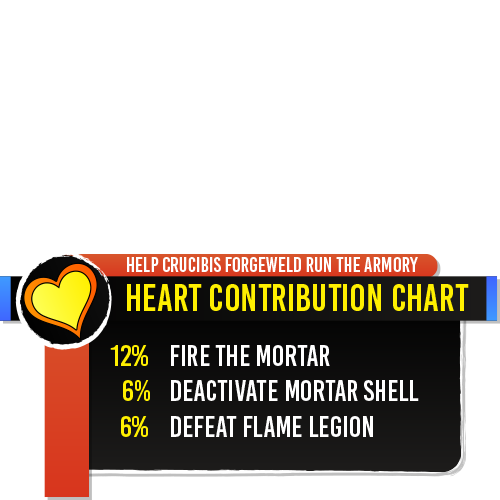 HELP CRUCIBIS FORGEWELD RUN THE ARMORY
HEART CONTRIBUTION CHART
12% FIRE THE MORTAR
6% DEACTIVATE MORTAR SHELL
6% DEFEAT FLAME LEGION